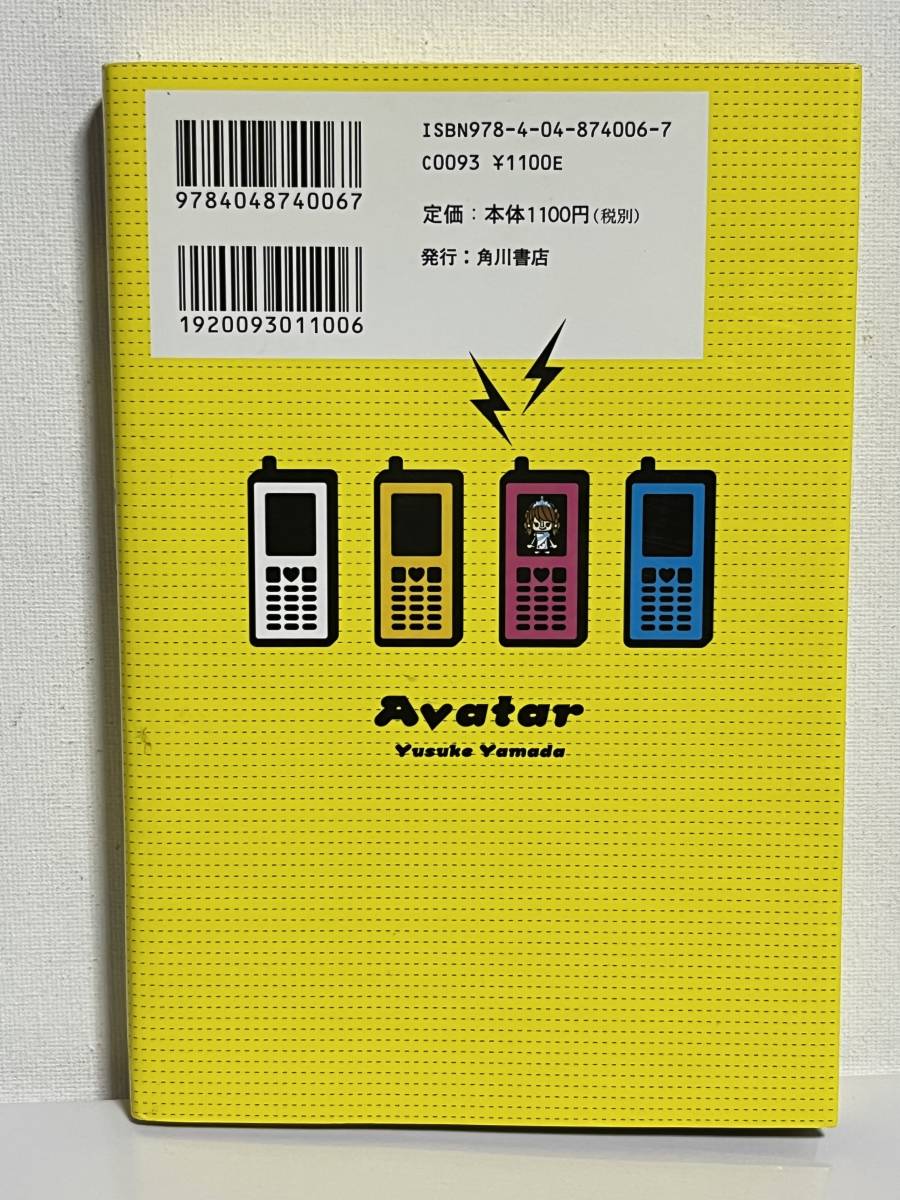 ISBN978-4-04-874006-7
C0093 ¥1100E
9784048740067
定価：本体1100円(税別)
発行：角川書店
1920093011006
Avatar
Yusuke Yamada